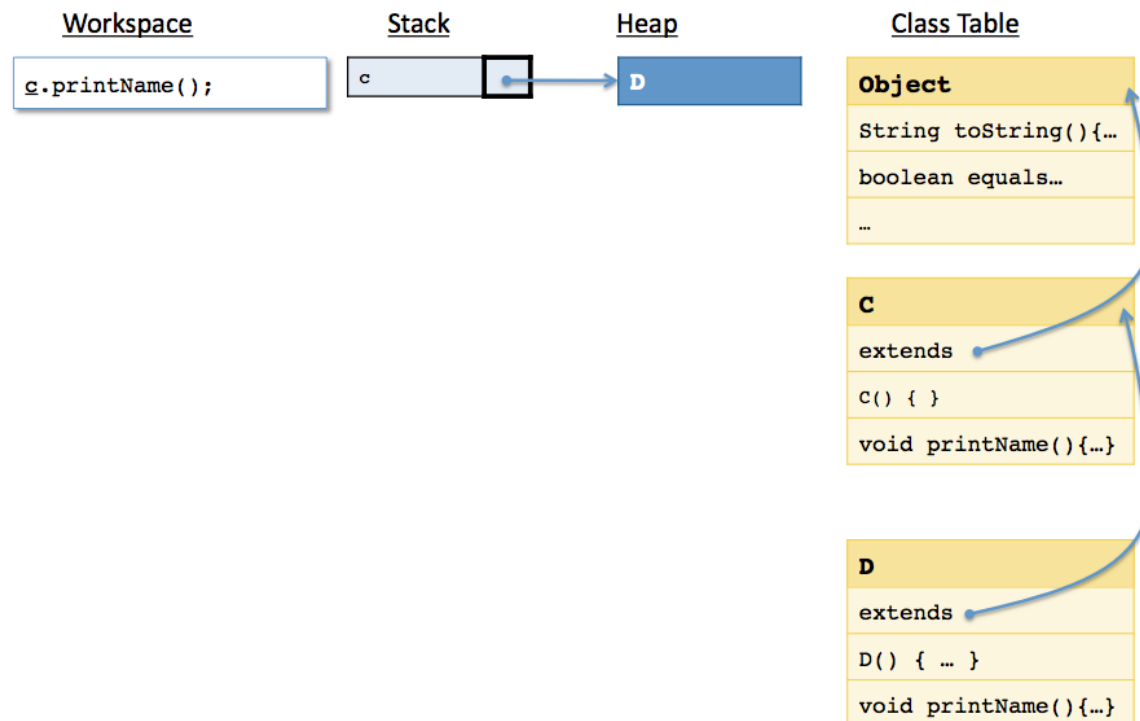 Workspace
Stack
Heap
Class Table
c.printName();
c
D
Object
String toString(){…
boolean equals…
…
C
extends
C() { }
void printName(){…}
D
extends
D() { … }
void printName(){…}